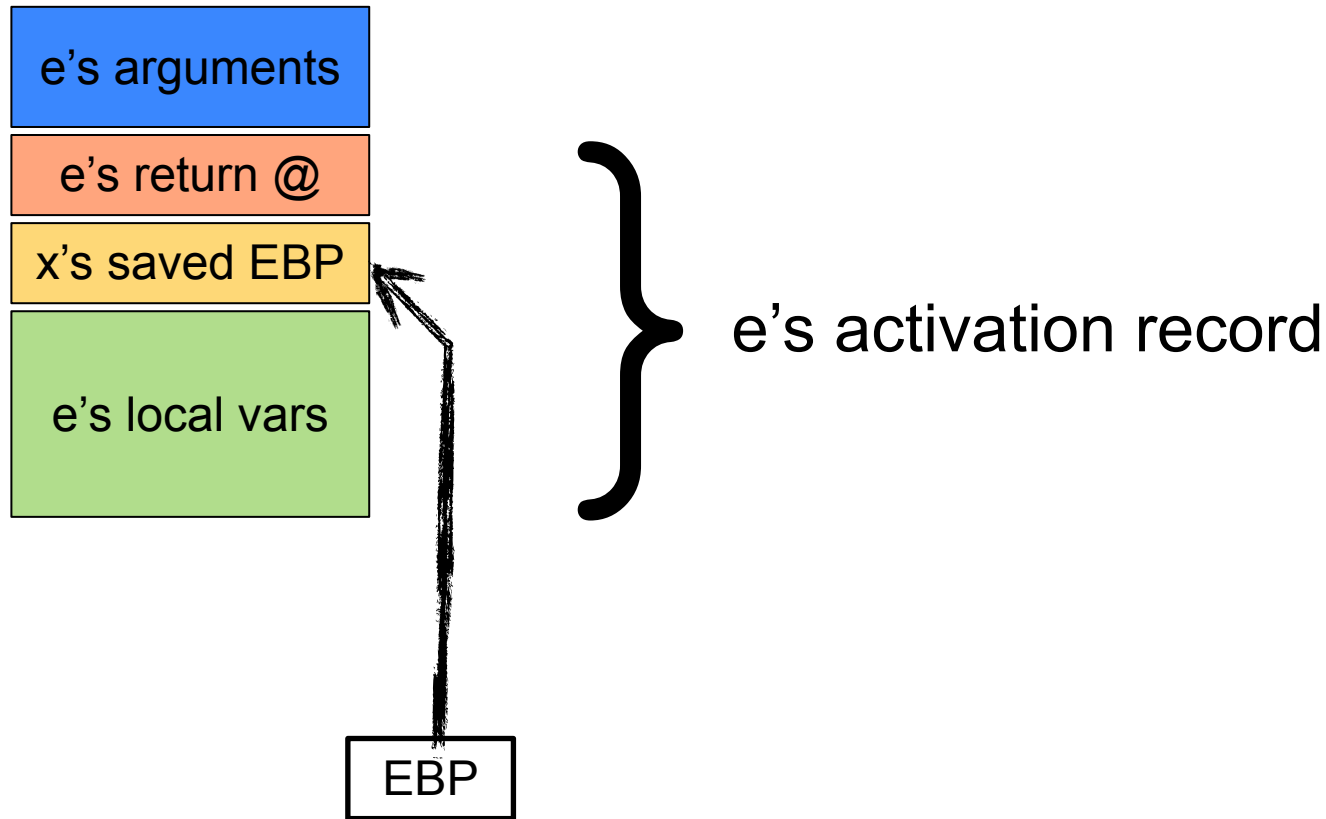 e’s arguments
e’s return @
x’s saved EBP
e’s local vars
e’s activation record
EBP